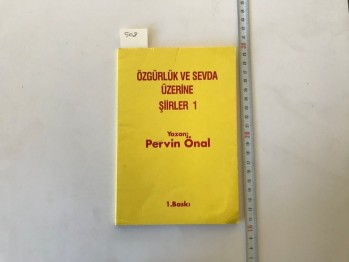 ÖZGÜRLÜK VE SEVDA
ÜZERİNE
ŞİİRLER 1
Yazan:
Pervin Önal
1.Baskı